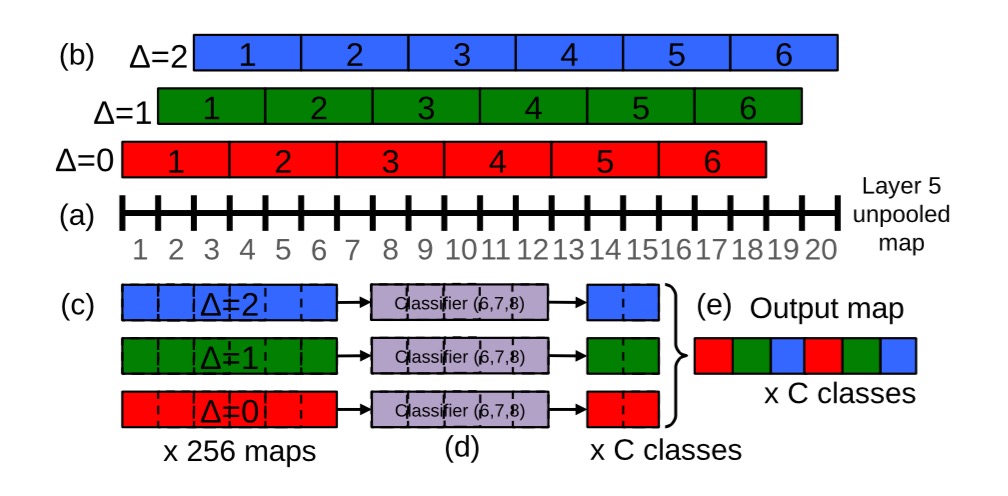 (b) Δ=2 1 2 3 4 5 6
Δ=1 1 2 3 4 5 6
Δ=0 1 2 3 4 5 6
(a)
Layer 5
unpooled
map
1 2 3 4 5 6 7 8 9 10 11 12 13 14 15 16 17 18 19 20
(c) Δ=2 Classifier (6,7,8)
(e) Output map
Δ=1 Classifier (6,7,8)
Δ=0 Classifier (6,7,8)
x C classes
x 256 maps
(d)
x C classes